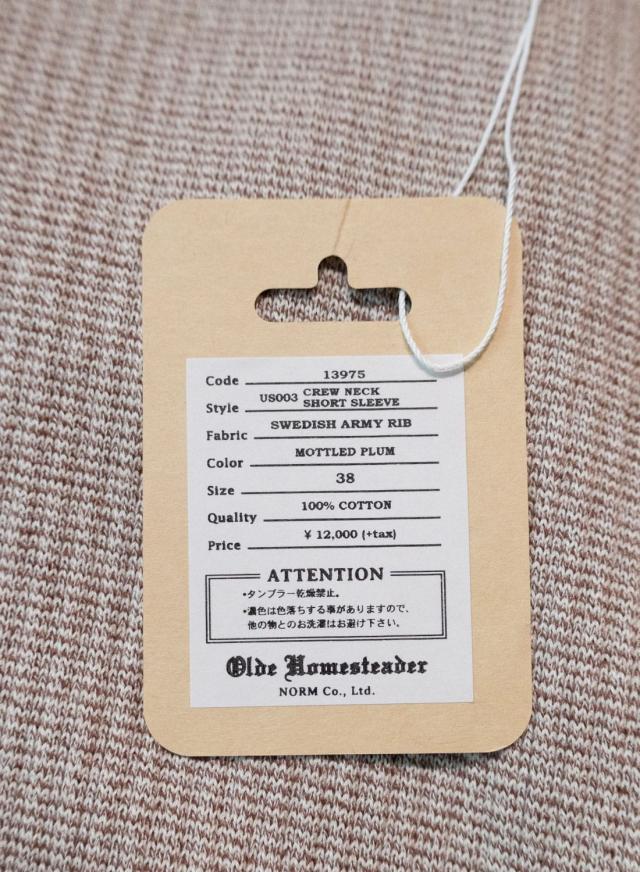 Code 13975
Style US003 CREW NECK
SHORT SLEEVE
Fabric SWEDISH ARMY RIB
Color MOTTLED PLUM
Size 38
Quality 100% COTTON
Price ¥ 12,000 (+tax)
ATTENTION
•タンブラー乾燥禁止。
•濃色は色落ちする事がありますので、
他の物とのお洗濯はお避け下さい。
Olde Homesteader
NORM Co., Ltd.